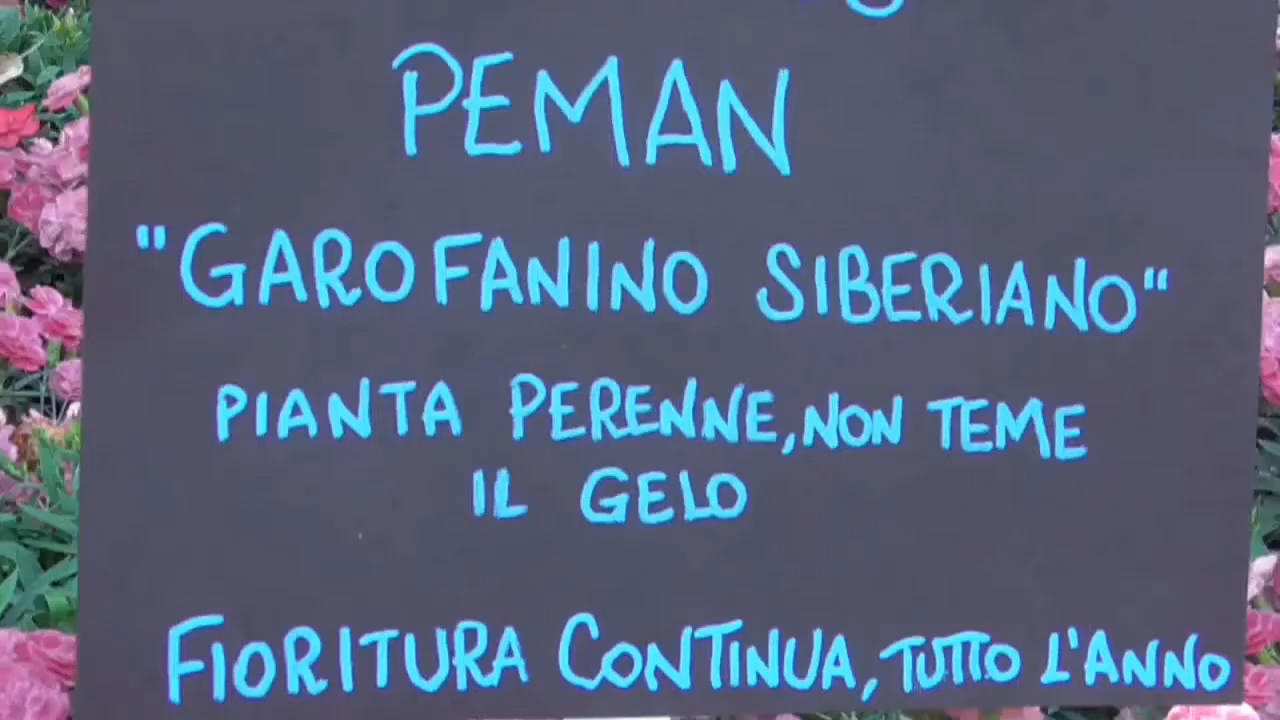 PEMAN
"GAROFANINO SIBERIANO"
PIANTA PERENNE, NON TEME
IL GELO
FIORITURA CONTINUA, TUTTO L'ANNO